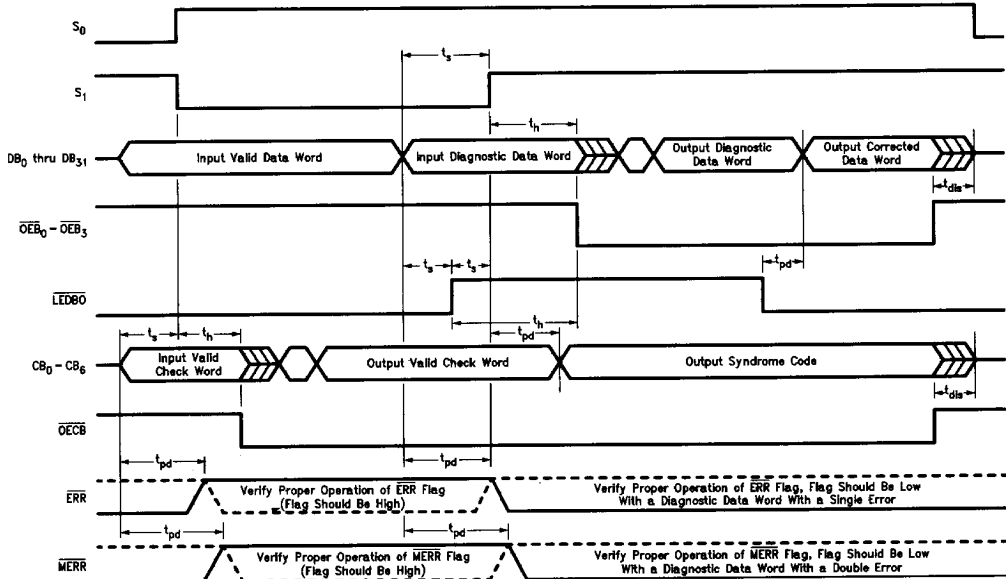 S0
ts
S1
th
DB0 thru DB31
Input Valid Data Word
Input Diagnostic Data Word
Output Diagnostic
Data Word
Output Corrected
Data Word
tdis
OEB0 – OEB3
ts
ts
tpd
LEDBO
ts
th
th
tpd
CB0 – CB6
Input Valid
Check Word
Output Valid Check Word
Output Syndrome Code
tdis
OECB
tpd
tpd
ERR
Verify Proper Operation of ERR Flag
(Flag Should Be High)
Verify Proper Operation of ERR Flag, Flag Should Be Low
With a Diagnostic Data Word With a Single Error
tpd
tpd
MERR
Verify Proper Operation of MERR Flag
(Flag Should Be High)
Verify Proper Operation of MERR Flag, Flag Should Be Low
With a Diagnostic Data Word With a Double Error